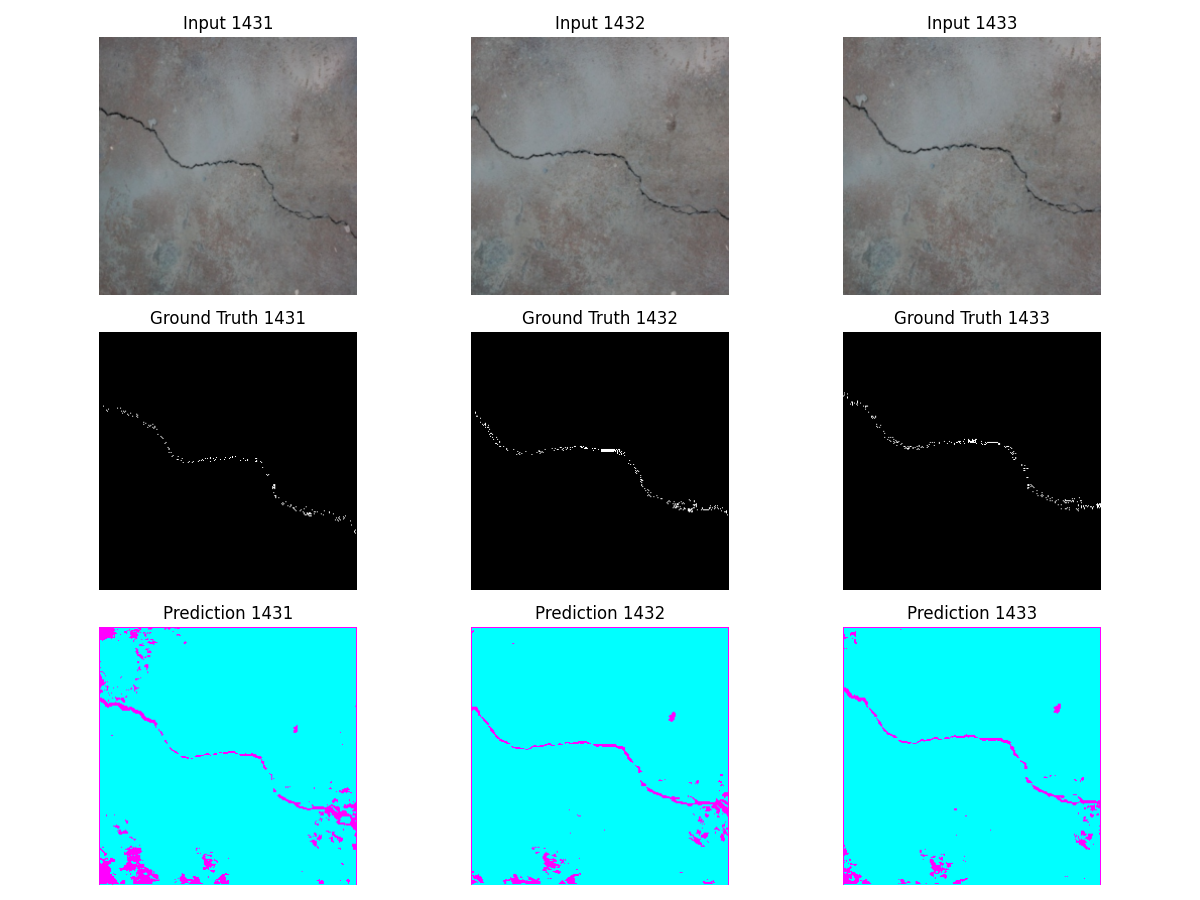 Input 1431
Input 1432
Input 1433
Ground Truth 1431
Ground Truth 1432
Ground Truth 1433
Prediction 1431
Prediction 1432
Prediction 1433